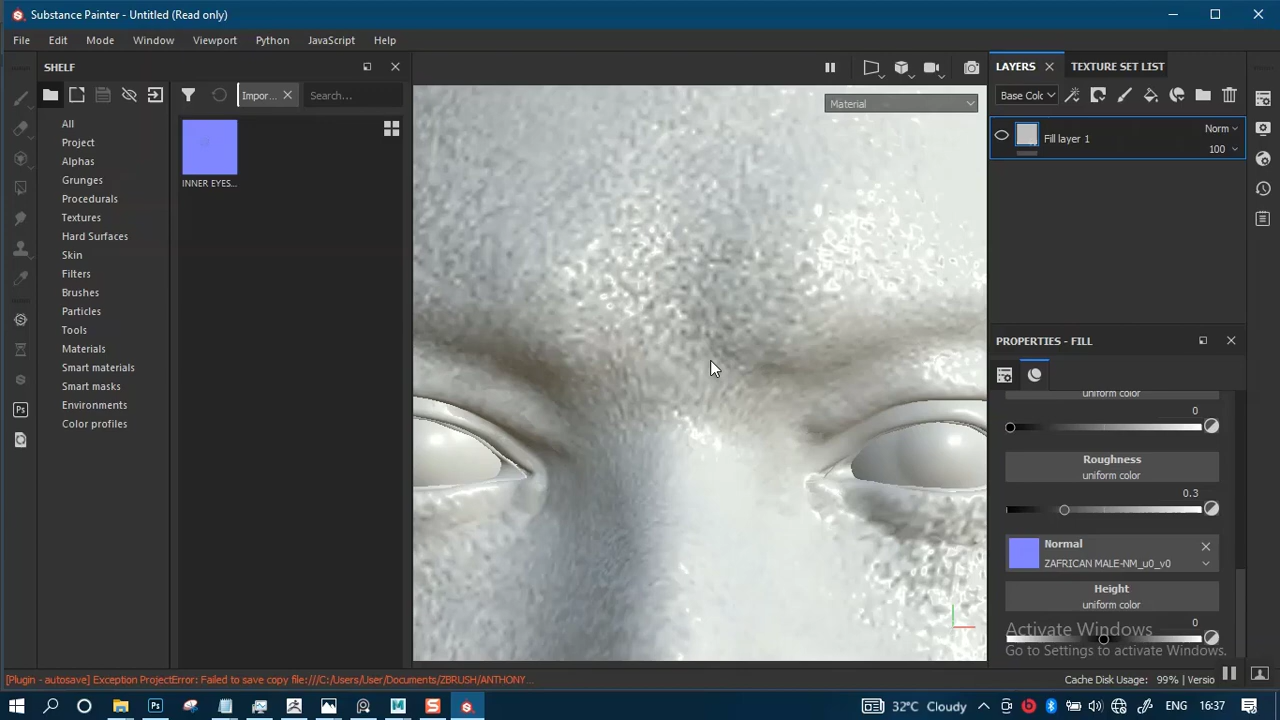 Substance Painter - Untitled (Read only)
File Edit Mode Window Viewport Python JavaScript Help
SHELF
Impor...
Search...
All
Project
Alphas
Grunges
Procedurals
Textures
Hard Surfaces
Skin
Filters
Brushes
Particles
Tools
Materials
Smart materials
Smart masks
Environments
Color profiles
INNER EYES...
Material
LAYERS
TEXTURE SET LIST
Base Colo
Fill layer 1
Norm
100
PROPERTIES - FILL
uniform color
0
Roughness
uniform color
0.3
Normal
ZAFRICAN MALE-NM_u0_v0
Height
uniform color
0
Activate Windows
Go to Settings to activate Windows.
[Plugin - autosave] Exception ProjectError: Failed to save copy file:///C:/Users/User/Documents/ZBRUSH/ANTHONY...
Cache Disk Usage: 99% | Versio
Ps
Ps
M
S
32°C Cloudy
ENG
16:37